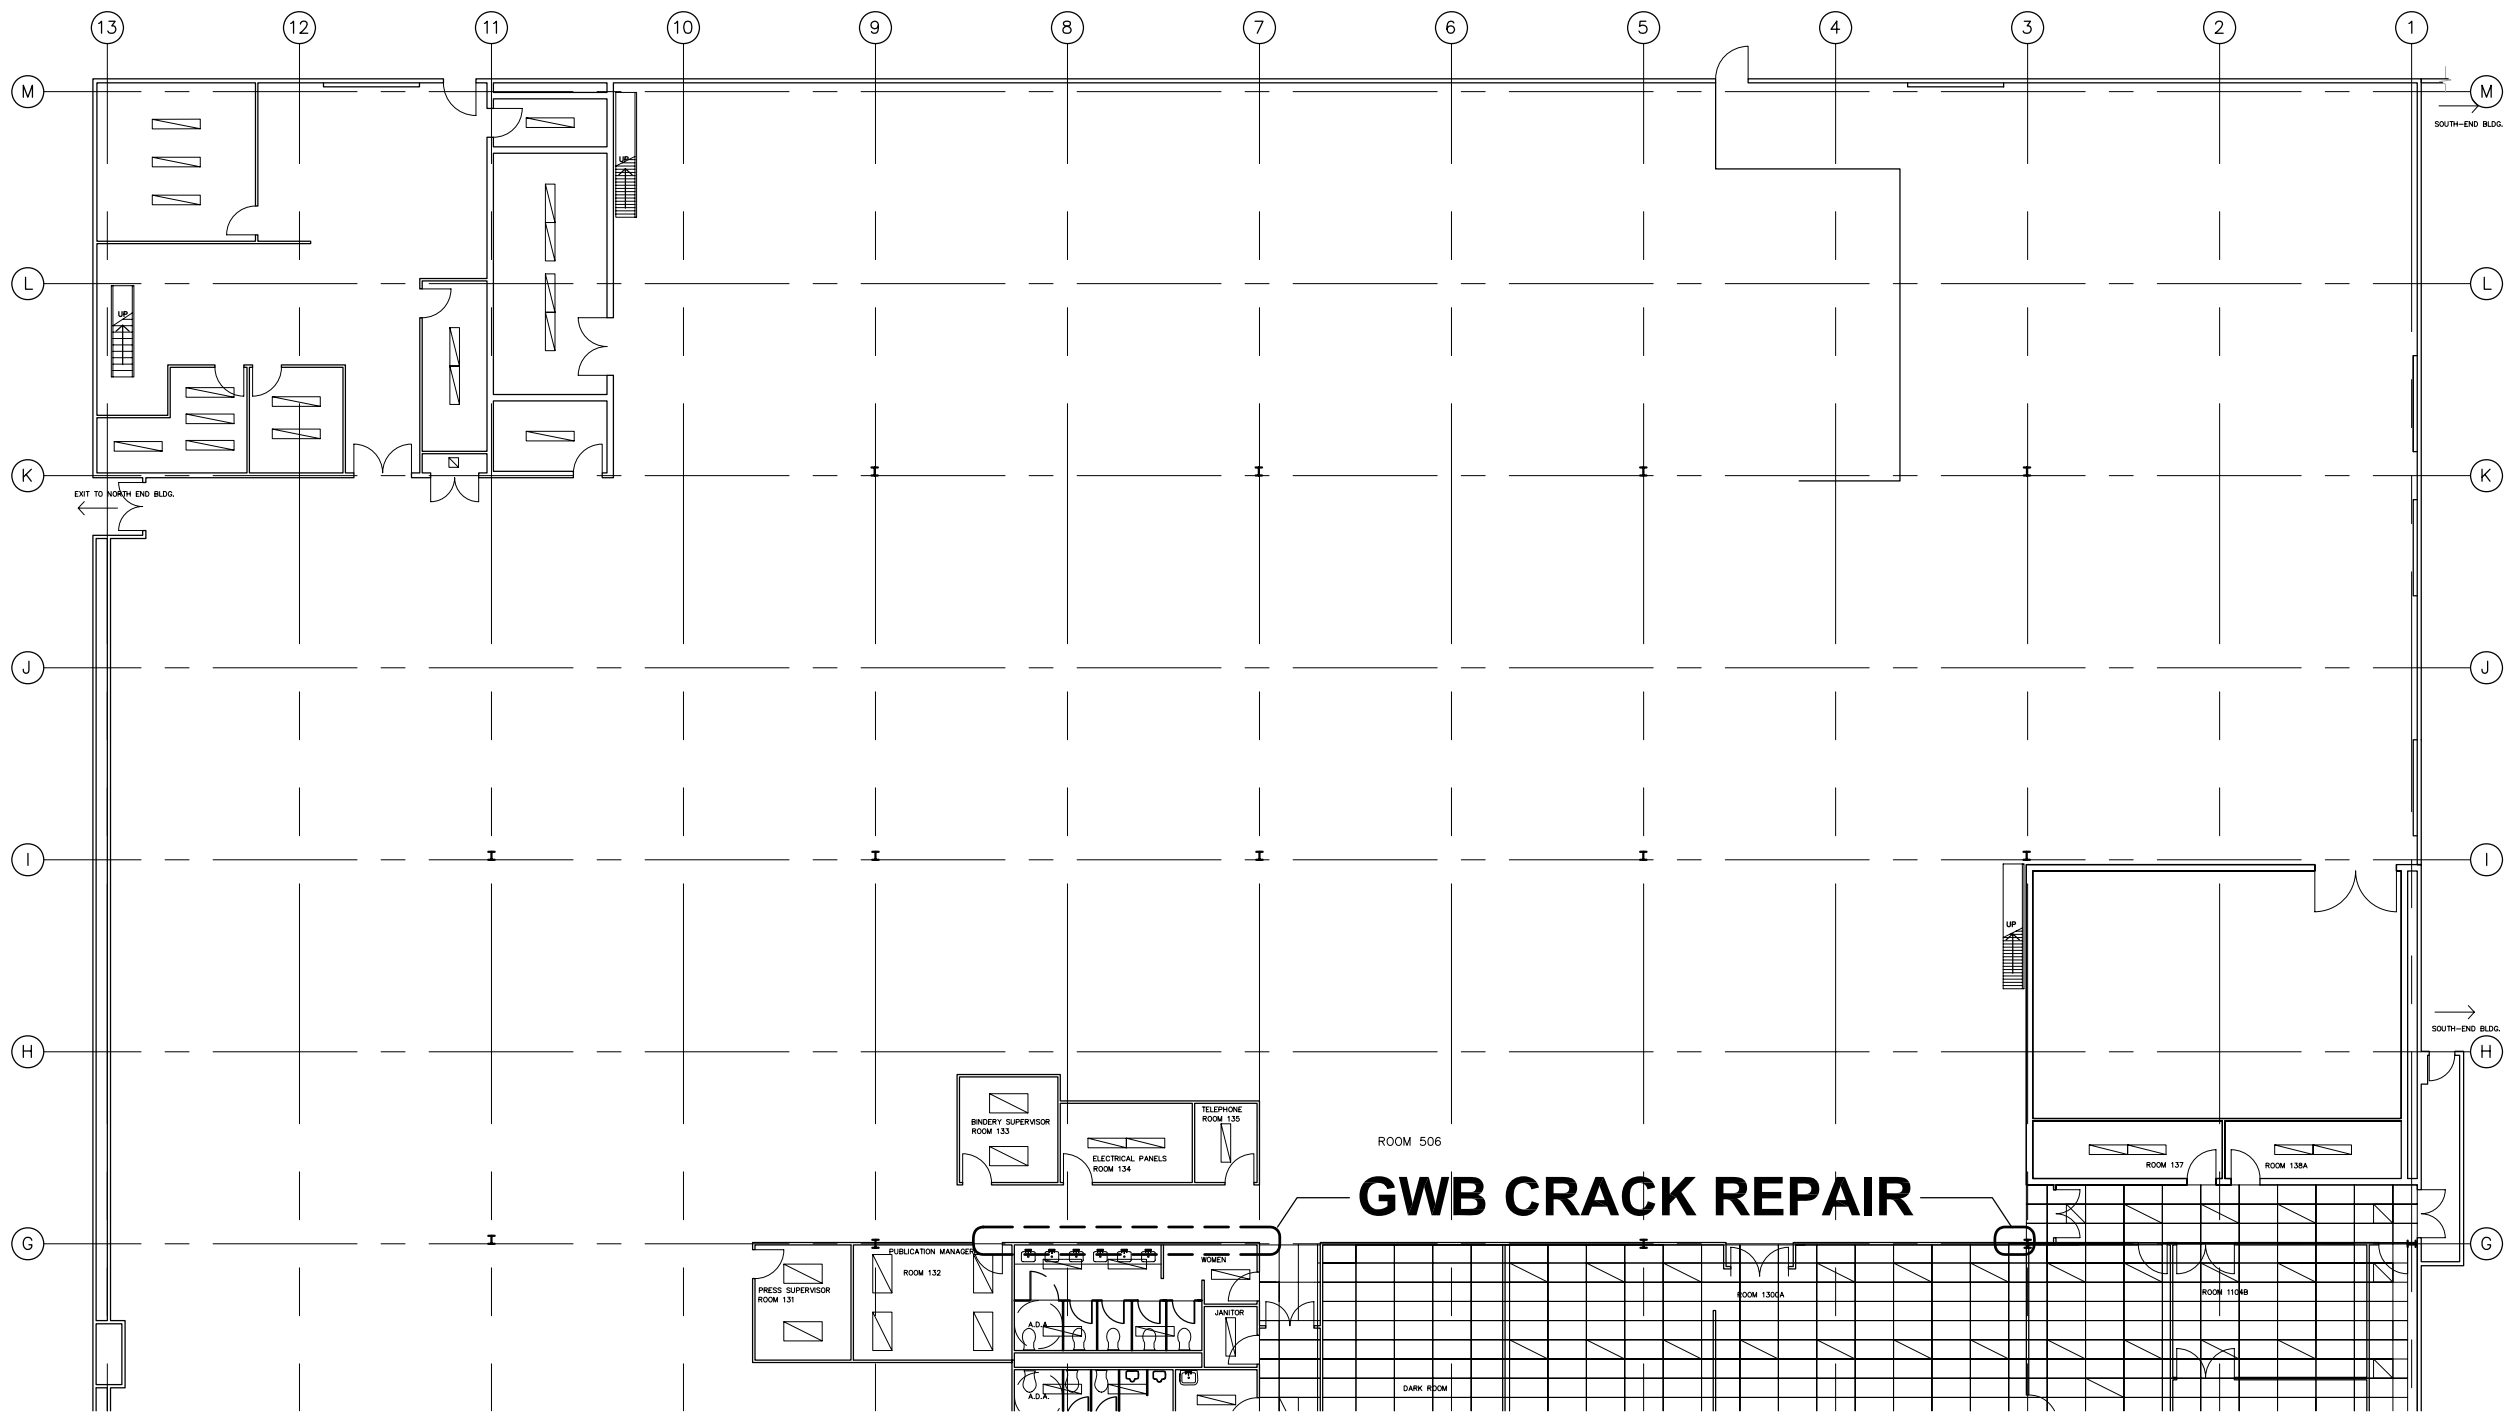 13 12 11 10 9 8 7 6 5 4 3 2 1
M M
SOUTH-END BLDG.
UP
L L
UP
K K
EXIT TO NORTH END BLDG.
J J
I I
UP
SOUTH-END BLDG.
H H
TELEPHONE
ROOM 135
BINDERY SUPERVISOR
ROOM 133
ROOM 506
ELECTRICAL PANELS
ROOM 134
ROOM 137
ROOM 138A
GWB CRACK REPAIR
G G
PUBLICATION MANAGER
ROOM 132
WOMEN
PRESS SUPERVISOR
ROOM 131
ROOM 1300A
ROOM 1104B
JANITOR
A.D.A.
DARK ROOM
A.D.A.